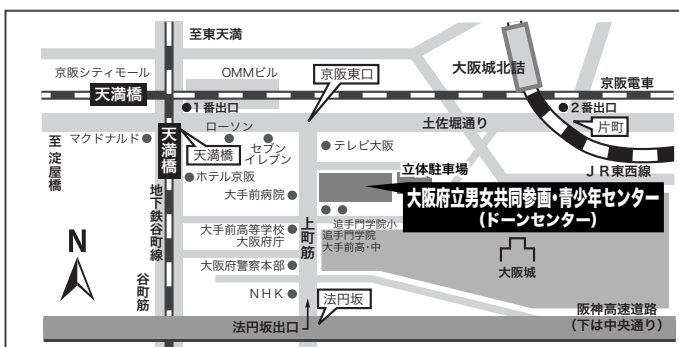 至東天満
京阪シティモール
OMMビル
京阪東口
大阪城北詰
京阪電車
天満橋
●1番出口
●2番出口
片町
土佐堀通り
マクドナルド●
天満橋
天満橋
ローソン
セブン
イレブン
●テレビ大阪
至
淀屋橋
ホテル京阪
立体駐車場
JR東西線
大手前病院●
大阪府立男女共同参画・青少年センター
(ドーンセンター)
地下鉄谷町線
上町筋
大手前高等学校
大阪府庁
追手門学院小
追手門学院
大手前高・中
N
谷町筋
大阪府警察本部●
大阪城
NHK●
法円坂
阪神高速道路
(下は中央通り)
法円坂出口